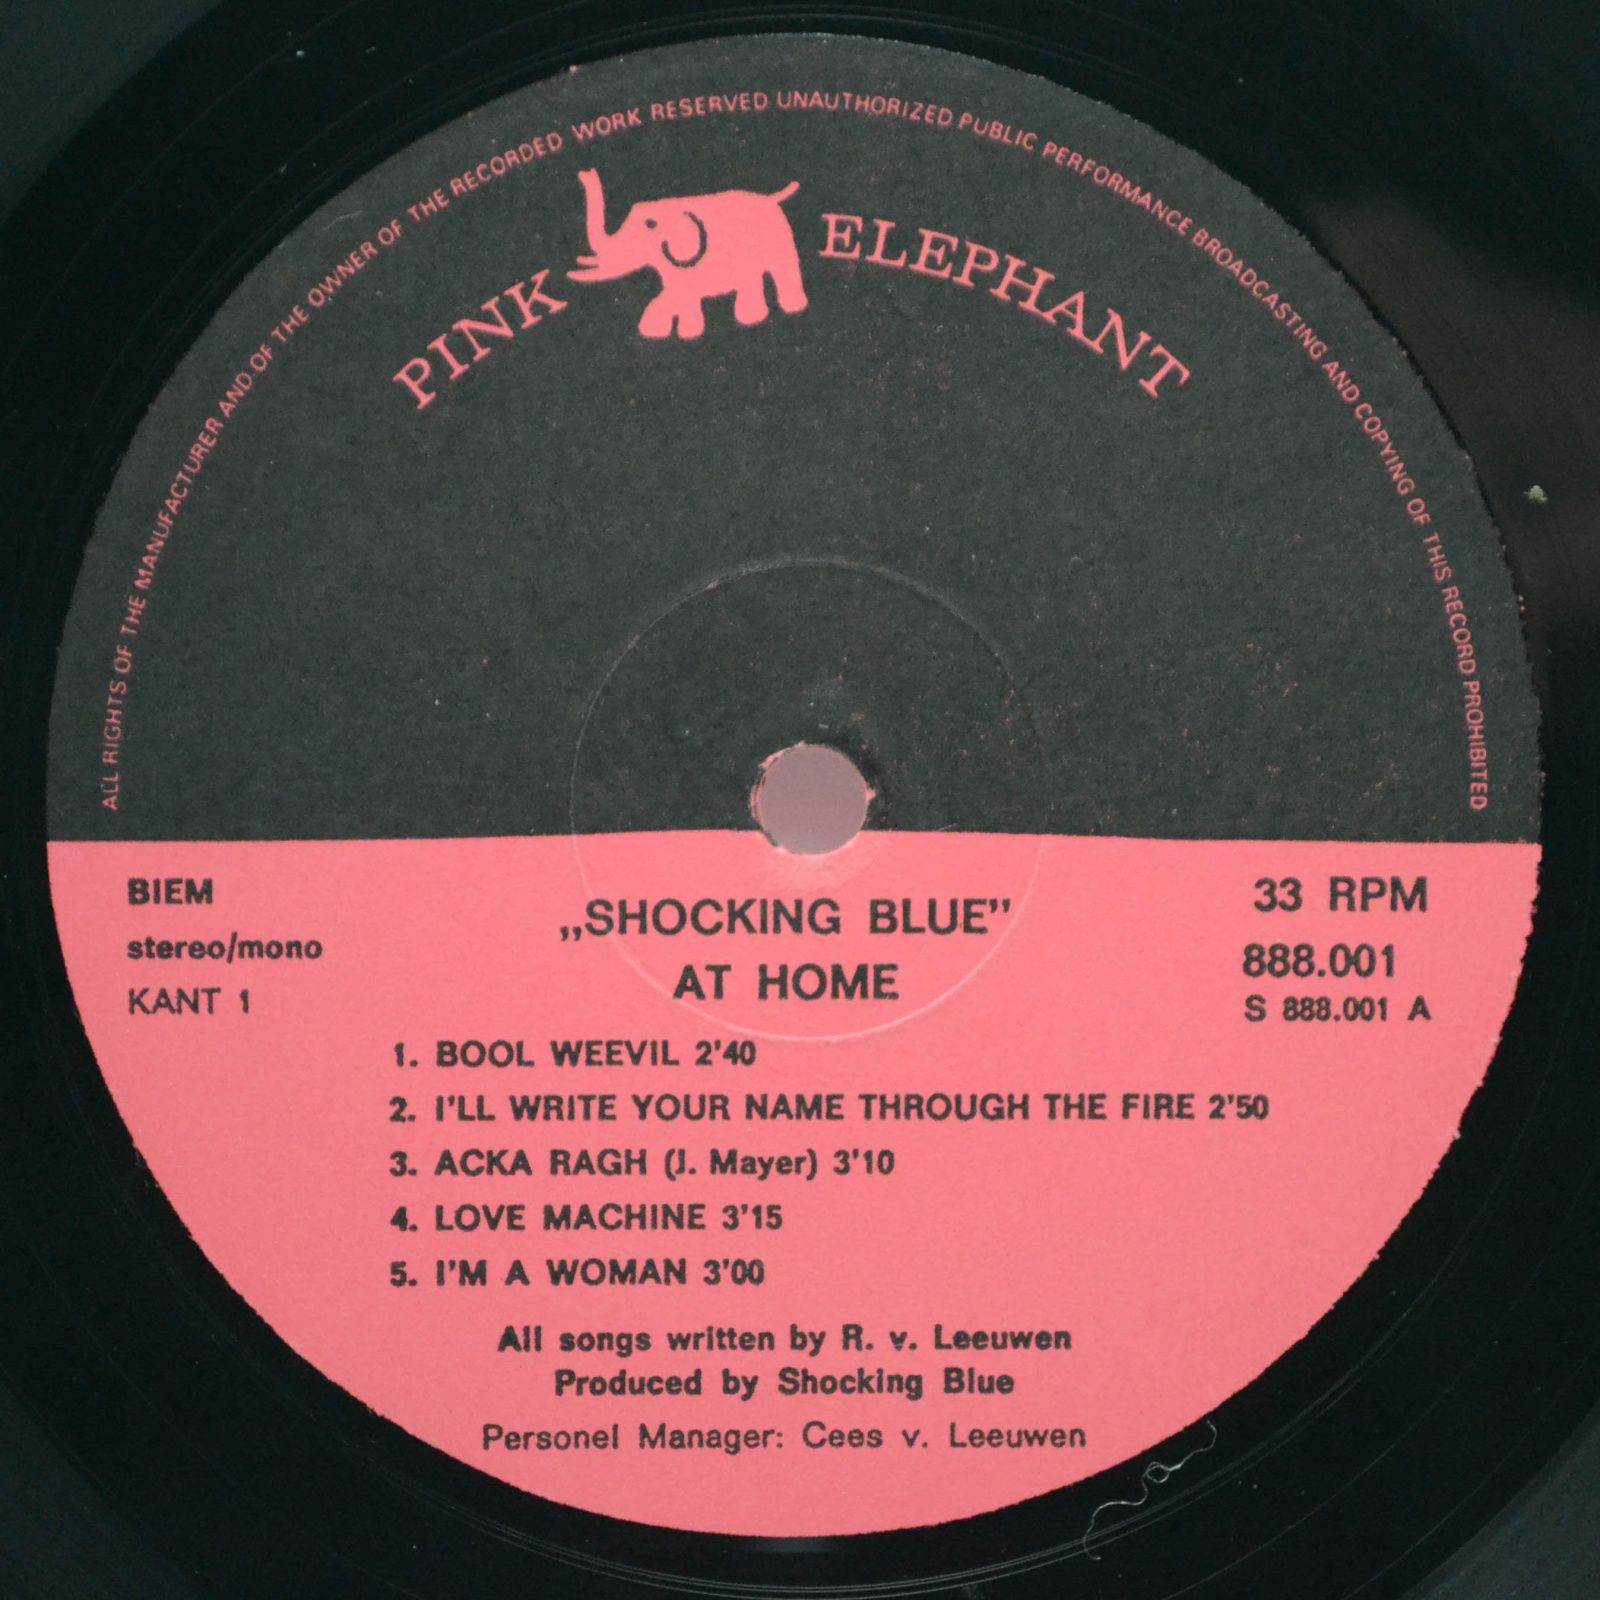 ALL RIGHTS OF THE MANUFACTURER AND OF THE OWNER OF THE RECORDED WORK RESERVED UNAUTHORIZED PUBLIC PERFORMANCE BROADCASTING AND COPYING OF THIS RECORD PROHIBITED
PINK ELEPHANT
BIEM
stereo/mono
KANT 1
„SHOCKING BLUE”
AT HOME
33 RPM
888.001
S 888.001 A
1. BOOL WEEVIL 2'40
2. I'LL WRITE YOUR NAME THROUGH THE FIRE 2'50
3. ACKA RAGH (J. Mayer) 3'10
4. LOVE MACHINE 3'15
5. I'M A WOMAN 3'00
All songs written by R. v. Leeuwen
Produced by Shocking Blue
Personel Manager: Cees v. Leeuwen